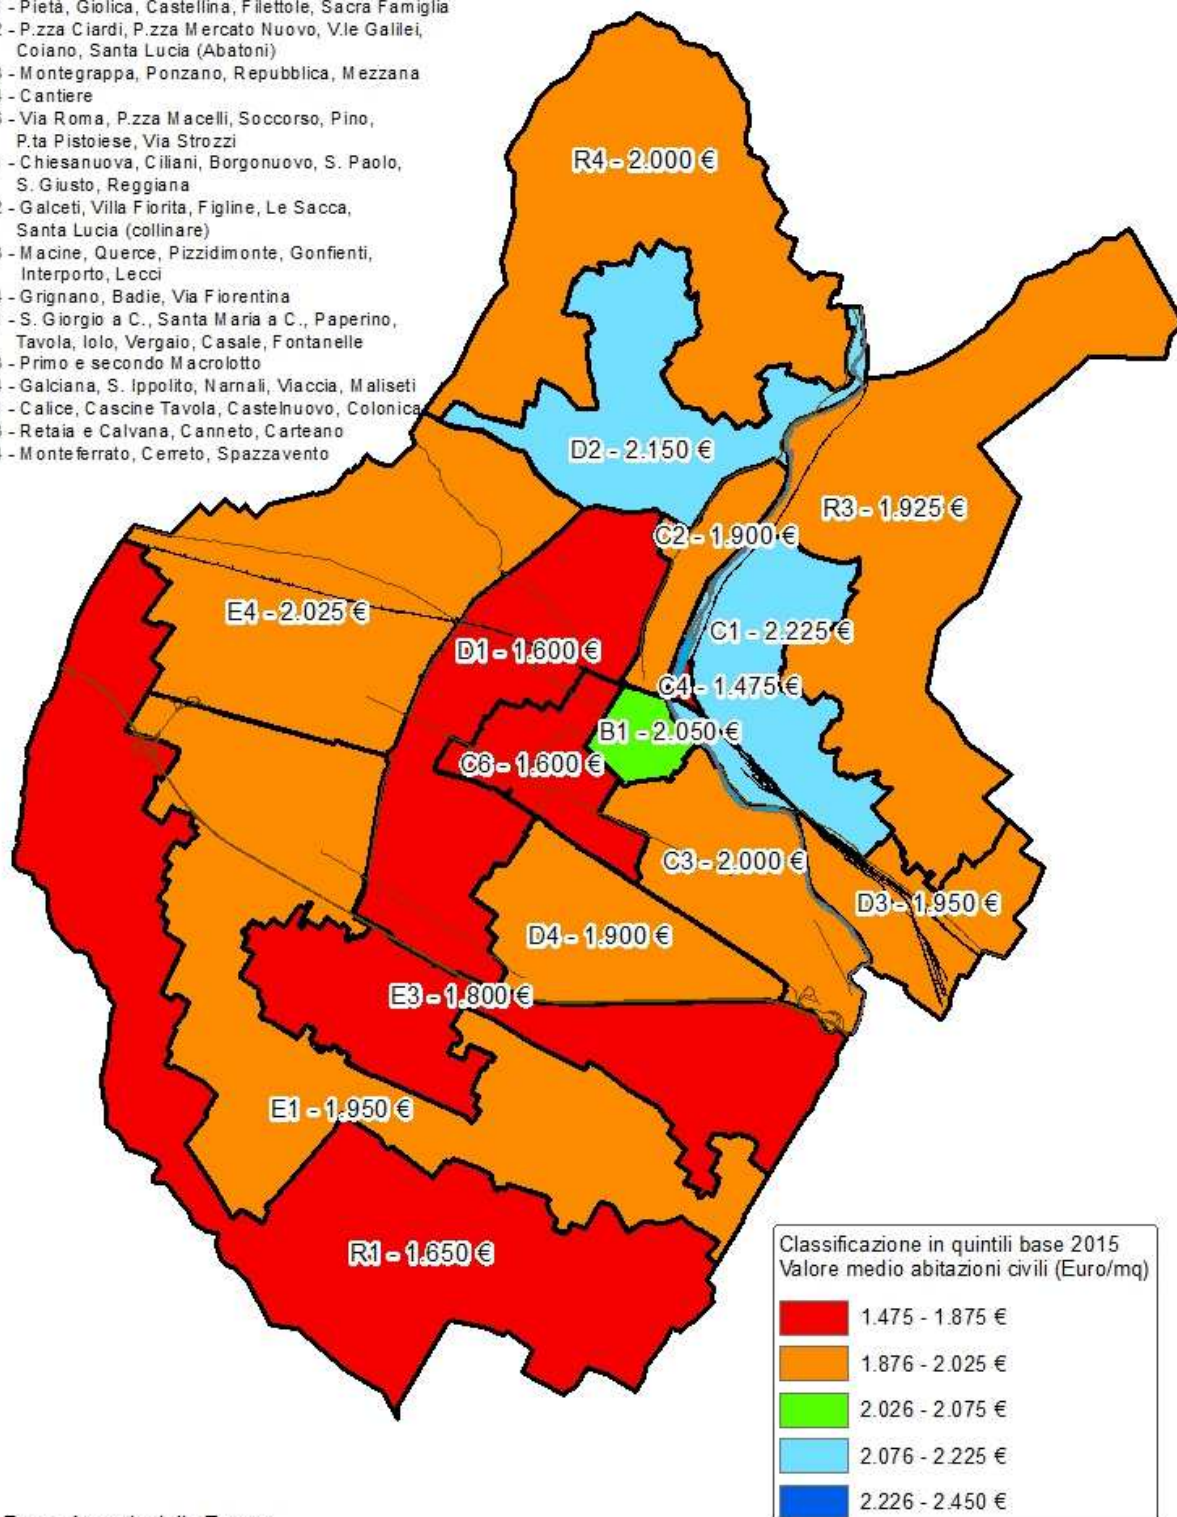 - Pietà, Giolica, Castellina, Filettole, Sacra Famiglia
- P.zza Ciardi, P.zza Mercato Nuovo, V.le Galilei,
Coiano, Santa Lucia (Abatoni)
- Montegrappa, Ponzano, Repubblica, Mezzana
- Cantiere
- Via Roma, P.zza Macelli, Soccorso, Pino,
P.ta Pistoiese, Via Strozzi
- Chiesanuova, Ciliani, Borgonuovo, S. Paolo,
S. Giusto, Reggiana
- Galceti, Villa Fiorita, Figline, Le Sacca,
Santa Lucia (collinare)
- Macine, Querce, Pizzidimonte, Gonfienti,
Interporto, Lecci
- Grignano, Badie, Via Fiorentina
- S. Giorgio a C., Santa Maria a C., Paperino,
Tavola, Iolo, Vergaio, Casale, Fontanelle
- Primo e secondo Macrolotto
- Galciana, S. Ippolito, Narnali, Viaccia, Maliseti
- Calice, Cascine Tavola, Castelnuovo, Colonica
- Retaia e Calvana, Canneto, Carteano
- Monteferrato, Cerreto, Spazzavento
R4 - 2.000 €
D2 - 2.150 €
R3 - 1.925 €
C2 - 1.900 €
E4 - 2.025 €
C1 - 2.225 €
D1 - 1.600 €
C4 - 1.475 €
B1 - 2.050 €
C6 - 1.600 €
C3 - 2.000 €
D3 - 1.950 €
D4 - 1.900 €
E3 - 1.800 €
E1 - 1.950 €
R1 - 1.650 €
Classificazione in quintili base 2015
Valore medio abitazioni civili (Euro/mq)
1.475 - 1.875 €
1.876 - 2.025 €
2.026 - 2.075 €
2.076 - 2.225 €
2.226 - 2.450 €